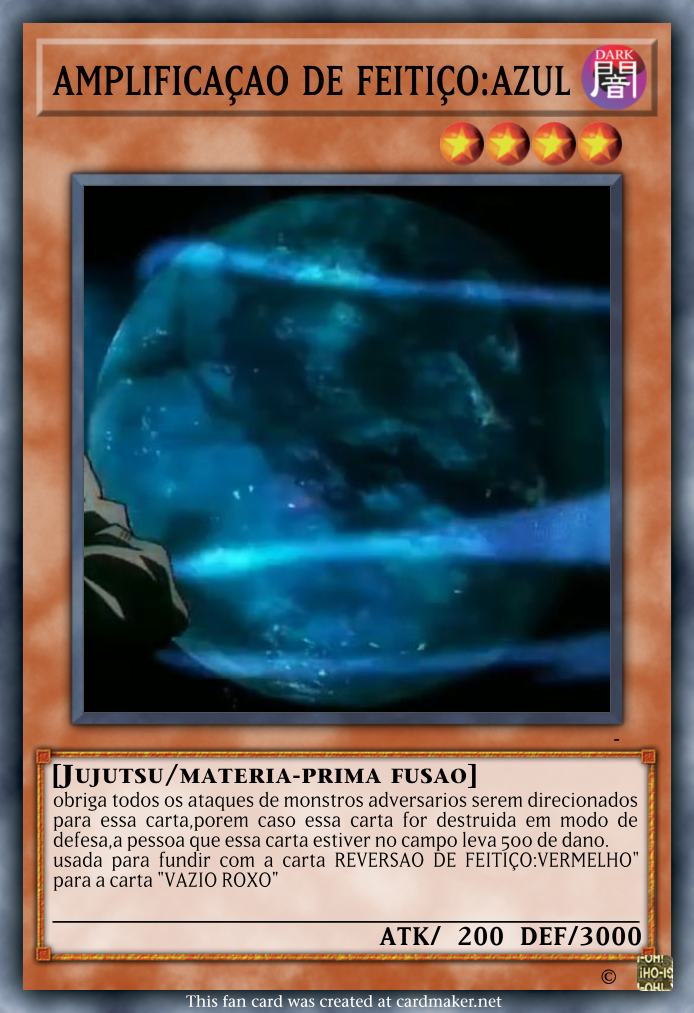 AMPLIFICAÇAO DE FEITIÇO:AZUL
DARK
闇
-
[JUJUTSU/MATERIA-PRIMA FUSAO]
obriga todos os ataques de monstros adversarios serem direcionados
para essa carta,porem caso essa carta for destruida em modo de
defesa,a pessoa que essa carta estiver no campo leva 500 de dano.
usada para fundir com a carta REVERSAO DE FEITIÇO:VERMELHO"
para a carta "VAZIO ROXO"
ATK/ 200 DEF/3000
©
This fan card was created at cardmaker.net